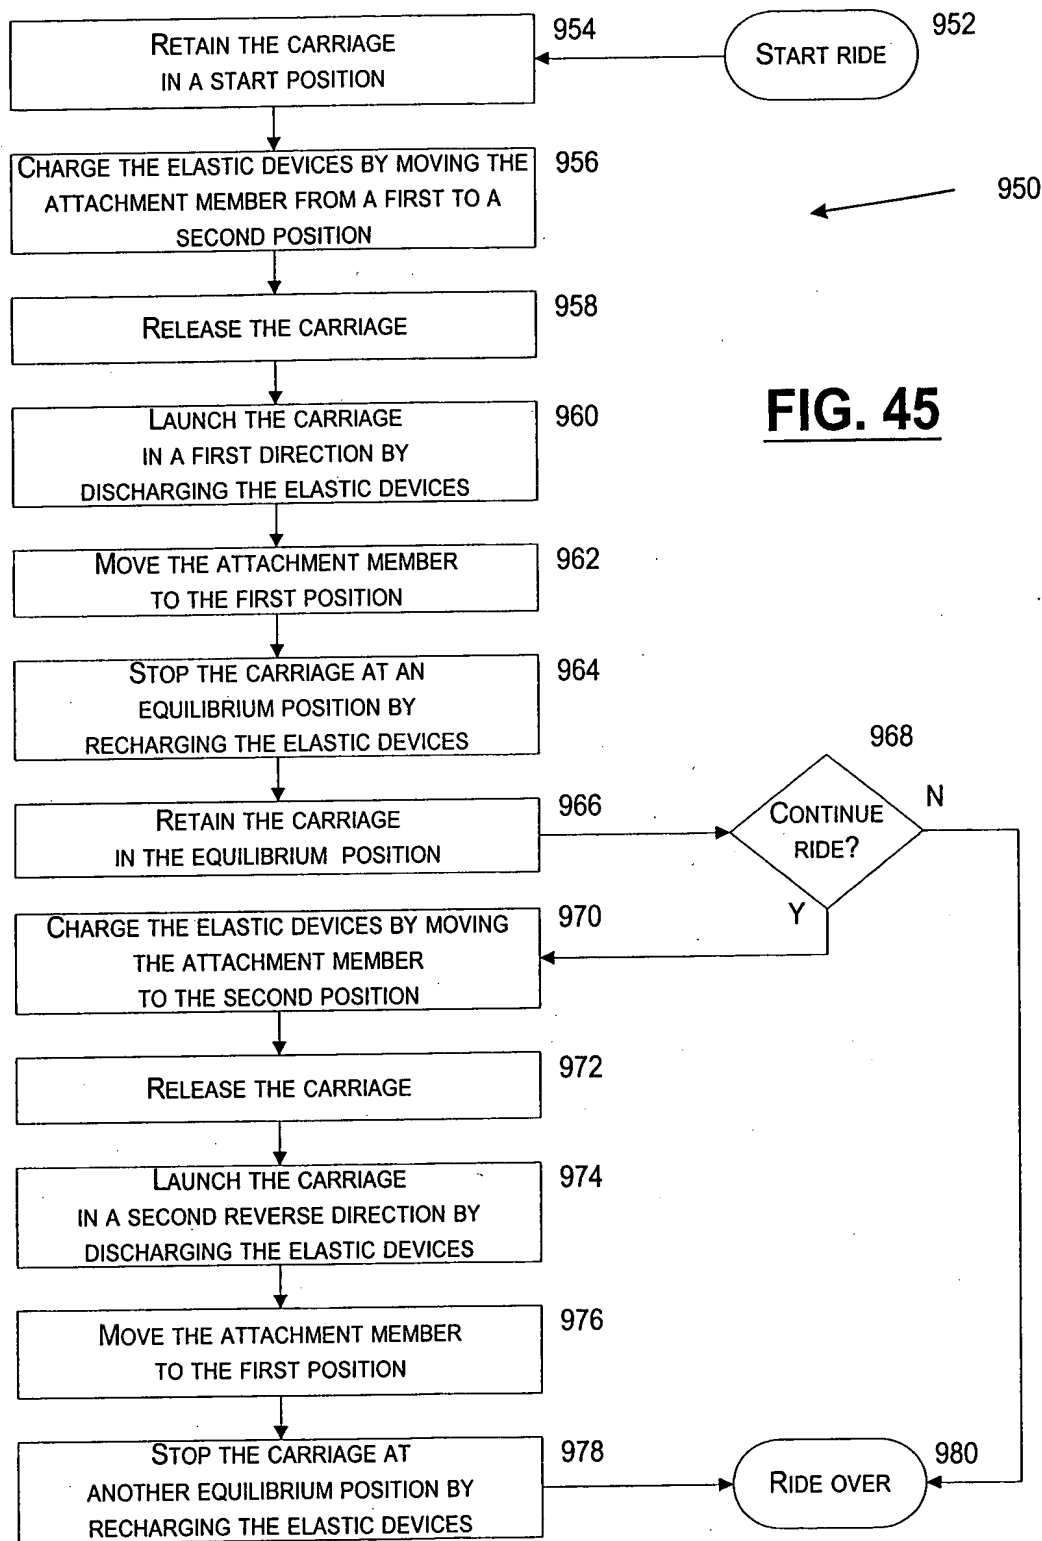 START RIDE
952
RETAIN THE CARRIAGE
IN A START POSITION
954
CHARGE THE ELASTIC DEVICES BY MOVING THE
ATTACHMENT MEMBER FROM A FIRST TO A
SECOND POSITION
956
950
RELEASE THE CARRIAGE
958
FIG. 45
LAUNCH THE CARRIAGE
IN A FIRST DIRECTION BY
DISCHARGING THE ELASTIC DEVICES
960
MOVE THE ATTACHMENT MEMBER
TO THE FIRST POSITION
962
STOP THE CARRIAGE AT AN
EQUILIBRIUM POSITION BY
RECHARGING THE ELASTIC DEVICES
964
RETAIN THE CARRIAGE
IN THE EQUILIBRIUM POSITION
966
968
CONTINUE
RIDE?
N
Y
CHARGE THE ELASTIC DEVICES BY MOVING
THE ATTACHMENT MEMBER
TO THE SECOND POSITION
970
RELEASE THE CARRIAGE
972
LAUNCH THE CARRIAGE
IN A SECOND REVERSE DIRECTION BY
DISCHARGING THE ELASTIC DEVICES
974
MOVE THE ATTACHMENT MEMBER
TO THE FIRST POSITION
976
STOP THE CARRIAGE AT
ANOTHER EQUILIBRIUM POSITION BY
RECHARGING THE ELASTIC DEVICES
978
RIDE OVER
980